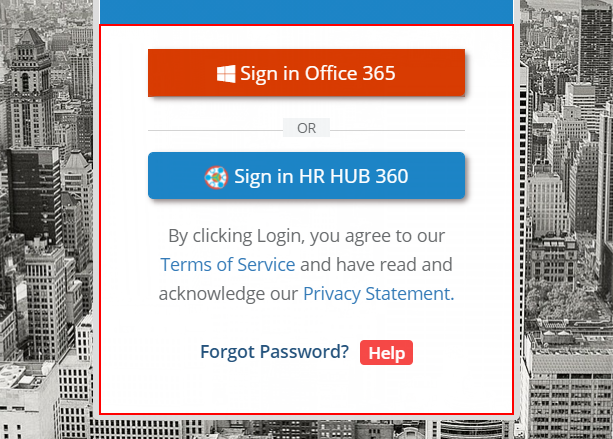 Sign in Office 365
OR
Sign in HR HUB 360
By clicking Login, you agree to our
Terms of Service and have read and
acknowledge our Privacy Statement.
Forgot Password? Help